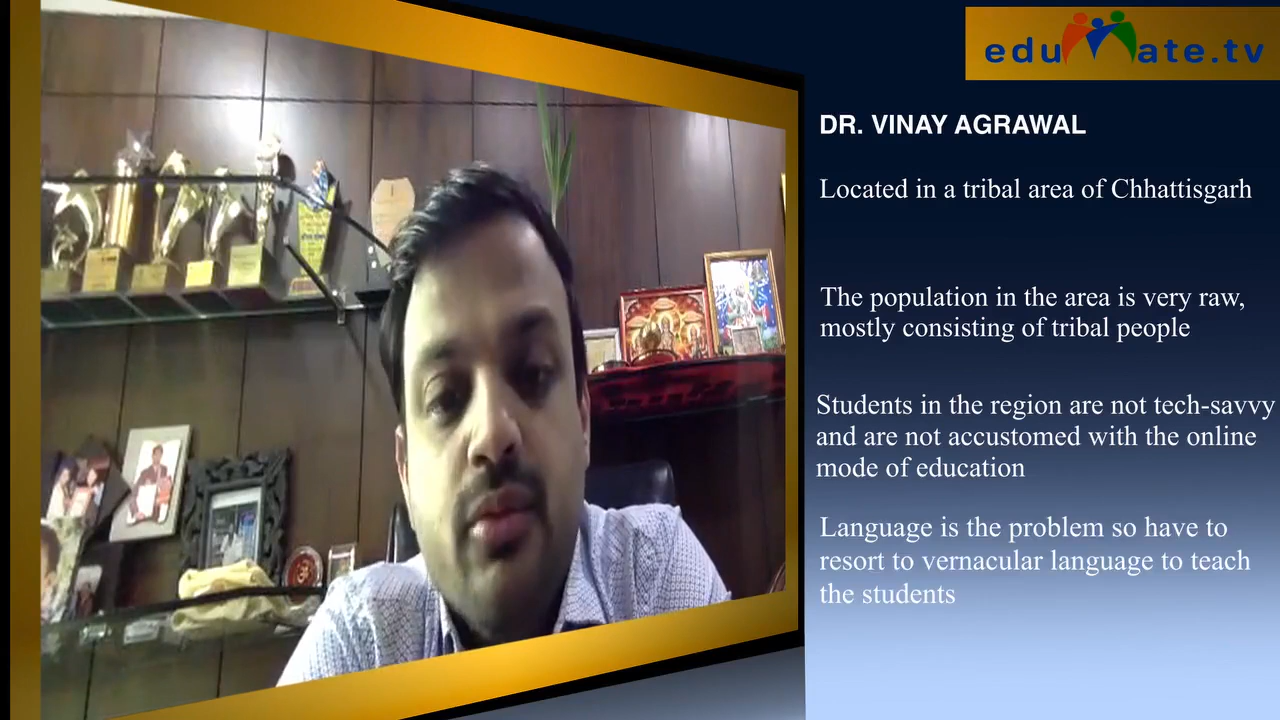 eduMate.tv
DR. VINAY AGRAWAL
Located in a tribal area of Chhattisgarh
The population in the area is very raw,
mostly consisting of tribal people
Students in the region are not tech-savvy
and are not accustomed with the online
mode of education
Language is the problem so have to
resort to vernacular language to teach
the students